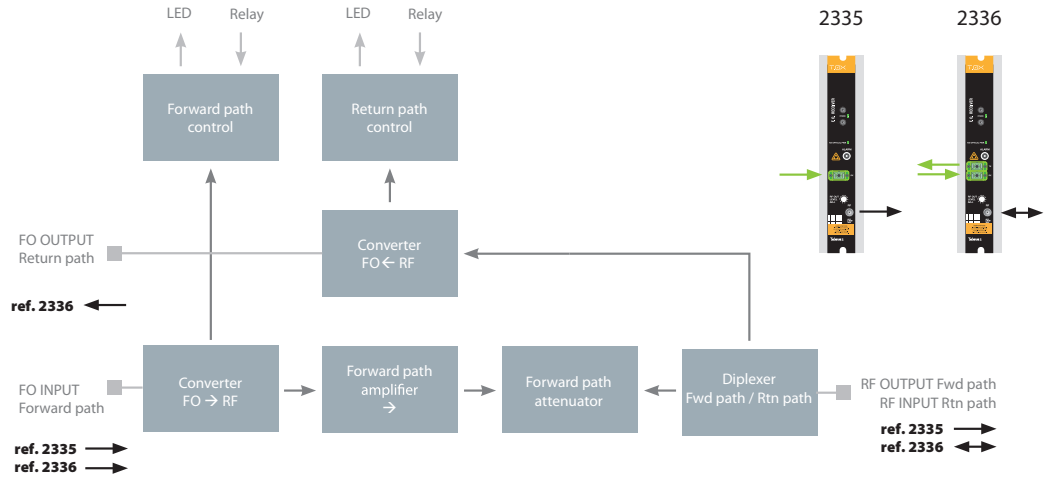 LED
Relay
LED
Relay
2335
2336
Forward path
control
Return path
control
FO OUTPUT
Return path
Converter
FO ← RF
ref. 2336
FO INPUT
Forward path
Converter
FO → RF
Forward path
amplifier
→
Forward path
attenuator
Diplexer
Fwd path / Rtn path
RF OUTPUT Fwd path
RF INPUT Rtn path
ref. 2335
ref. 2336
ref. 2335
ref. 2336
Televes
Televes